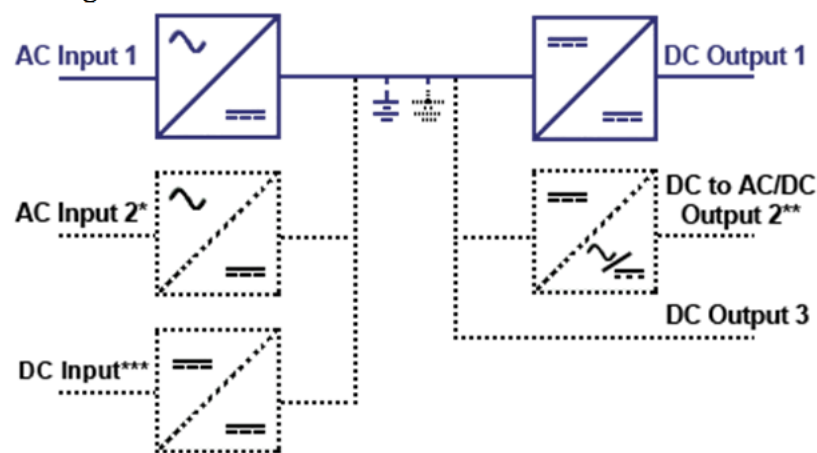 AC Input 1
DC Output 1
AC Input 2*
DC to AC/DC
Output 2**
DC Output 3
DC Input***